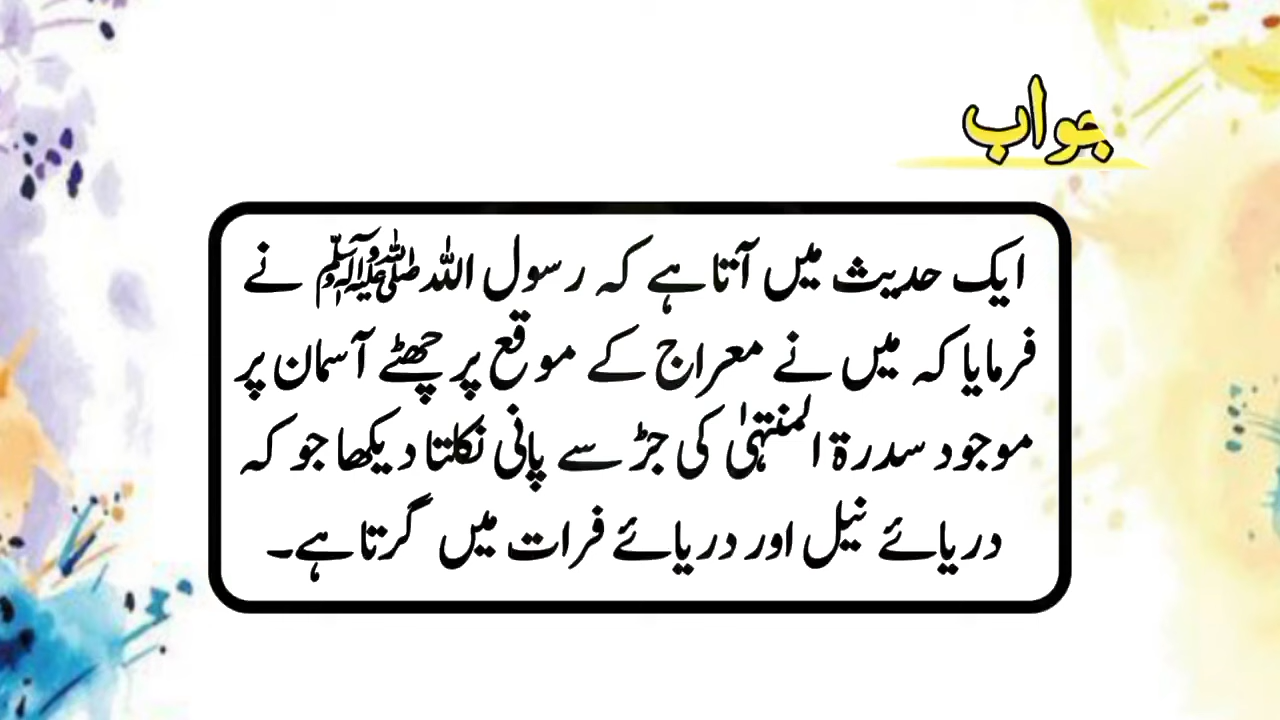 جواب
ایک حدیث میں آتا ہے کہ رسول اللہ ﷺ نے
فرمایا کہ میں نے معراج کے موقع پر چھٹے آسمان پر
موجود سدرۃ المنتہیٰ کی جڑ سے پانی نکلتا دیکھا جو کہ
دریائے نیل اور دریائے فرات میں گرتا ہے۔